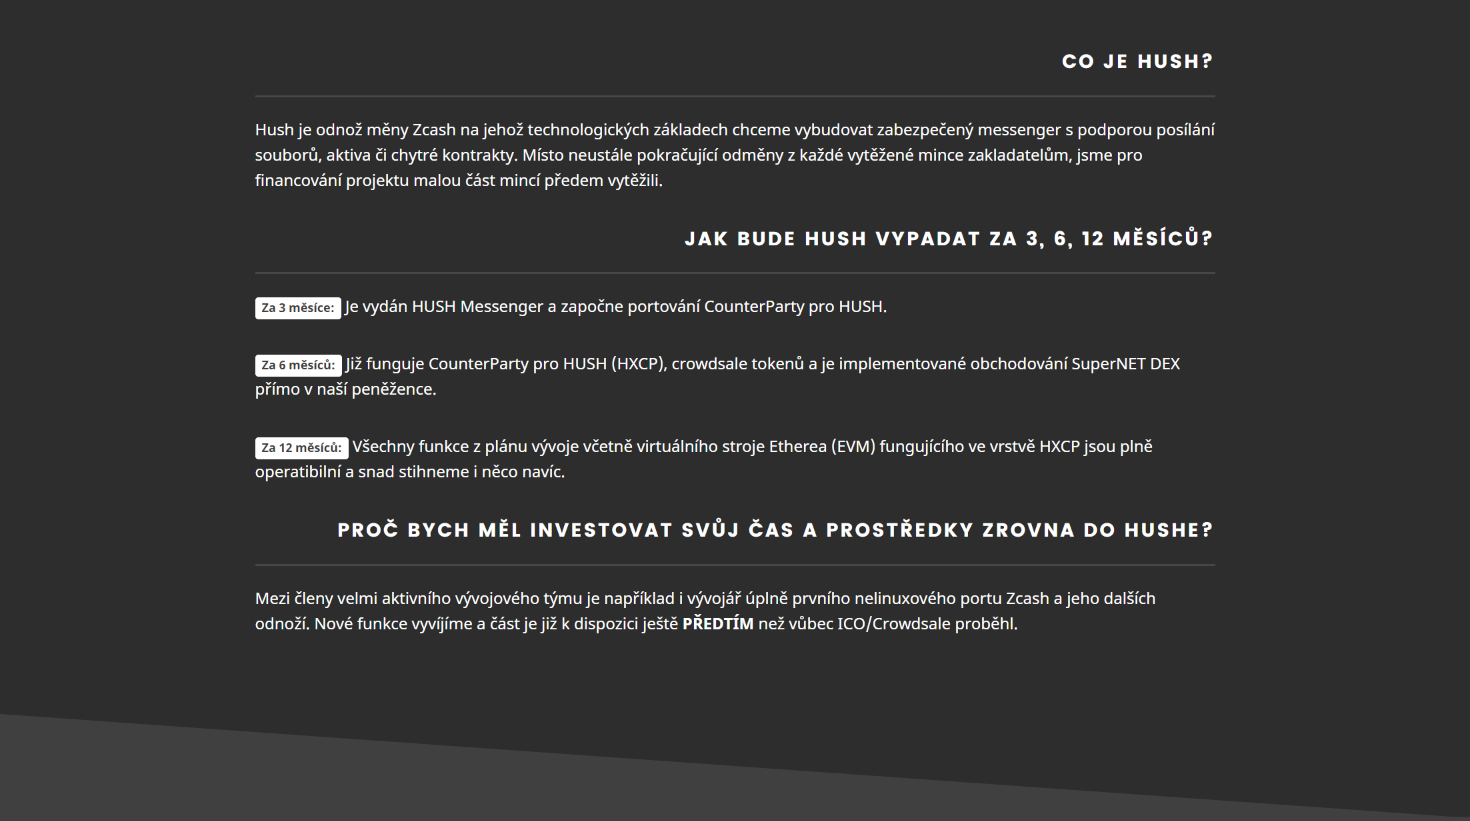 CO JE HUSH?
Hush je odnož měny Zcash na jehož technologických základech chceme vybudovat zabezpečený messenger s podporou posílání
souborů, aktiva či chytré kontrakty. Místo neustále pokračující odměny z každé vytěžené mince zakladatelům, jsme pro
financování projektu malou část mincí předem vytěžili.
JAK BUDE HUSH VYPADAT ZA 3, 6, 12 MĚSÍCŮ?
Za 3 měsíce: Je vydán HUSH Messenger a započne portování CounterParty pro HUSH.
Za 6 měsíců: Již funguje CounterParty pro HUSH (HXCP), crowdsale tokenů a je implementované obchodování SuperNET DEX
přímo v naší peněžence.
Za 12 měsíců: Všechny funkce z plánu vývoje včetně virtuálního stroje Etherea (EVM) fungujícího ve vrstvě HXCP jsou plně
operatibilní a snad stihneme i něco navíc.
PROČ BYCH MĚL INVESTOVAT SVŮJ ČAS A PROSTŘEDKY ZROVNA DO HUSHE?
Mezi členy velmi aktivního vývojového týmu je například i vývojář úplně prvního nelinuxového portu Zcash a jeho dalších
odnoží. Nové funkce vyvíjíme a část je již k dispozici ještě PŘEDTÍM než vůbec ICO/Crowdsale proběhl.